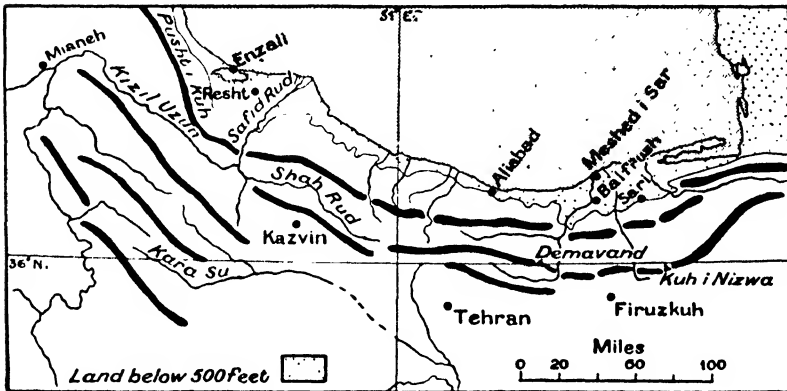 51°E.
Mianeh
Pusht i Kuh
Enzali
Kizil Uzun
Resht
Safid Rud
Meshed i Sar
Aliabad
Balfrush
Sari
Shah Rud
Kazvin
Demavand
36°N.
Kara Su
Kuh i Nizwa
Tehran
Firuzkuh
Miles
Land below 500 feet
0 20 60 100